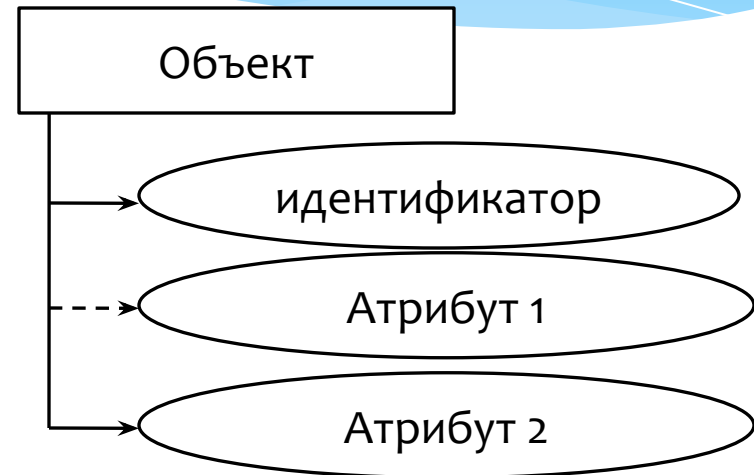 Объект
идентификатор
Атрибут 1
Атрибут 2